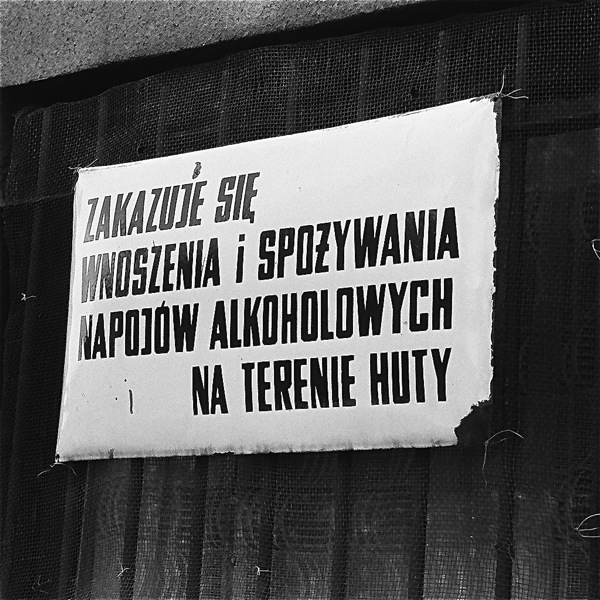 ZAKAZUJE SIĘ
WNOSZENIA i SPOŻYWANIA
NAPOJÓW ALKOHOLOWYCH
NA TERENIE HUTY